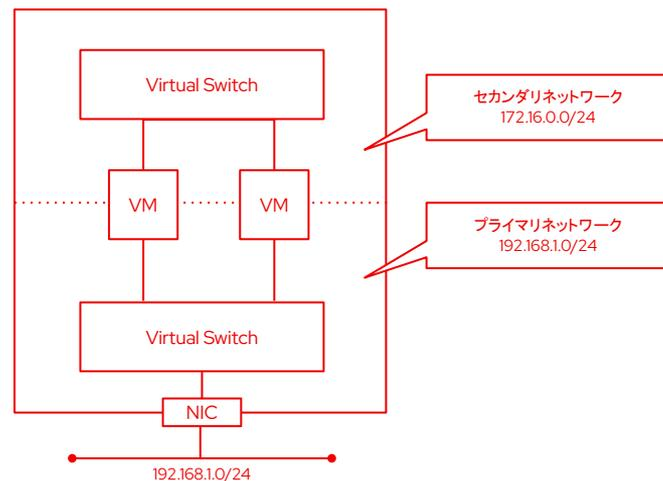 Virtual Switch
セカンダリネットワーク
172.16.0.0/24
VM
VM
プライマリネットワーク
192.168.1.0/24
Virtual Switch
NIC
192.168.1.0/24